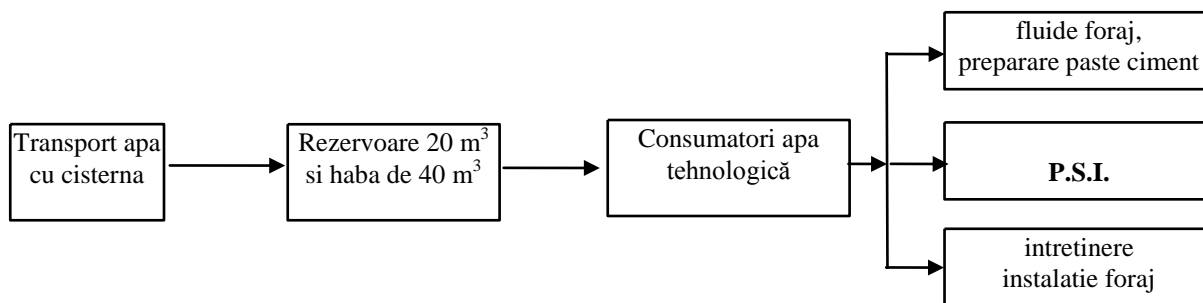 Transport apa
cu cisterna
Rezervoare 20 m³
si haba de 40 m³
Consumatori apa
tehnologică
fluide foraj,
preparare paste ciment
P.S.I.
intretinere
instalatie foraj